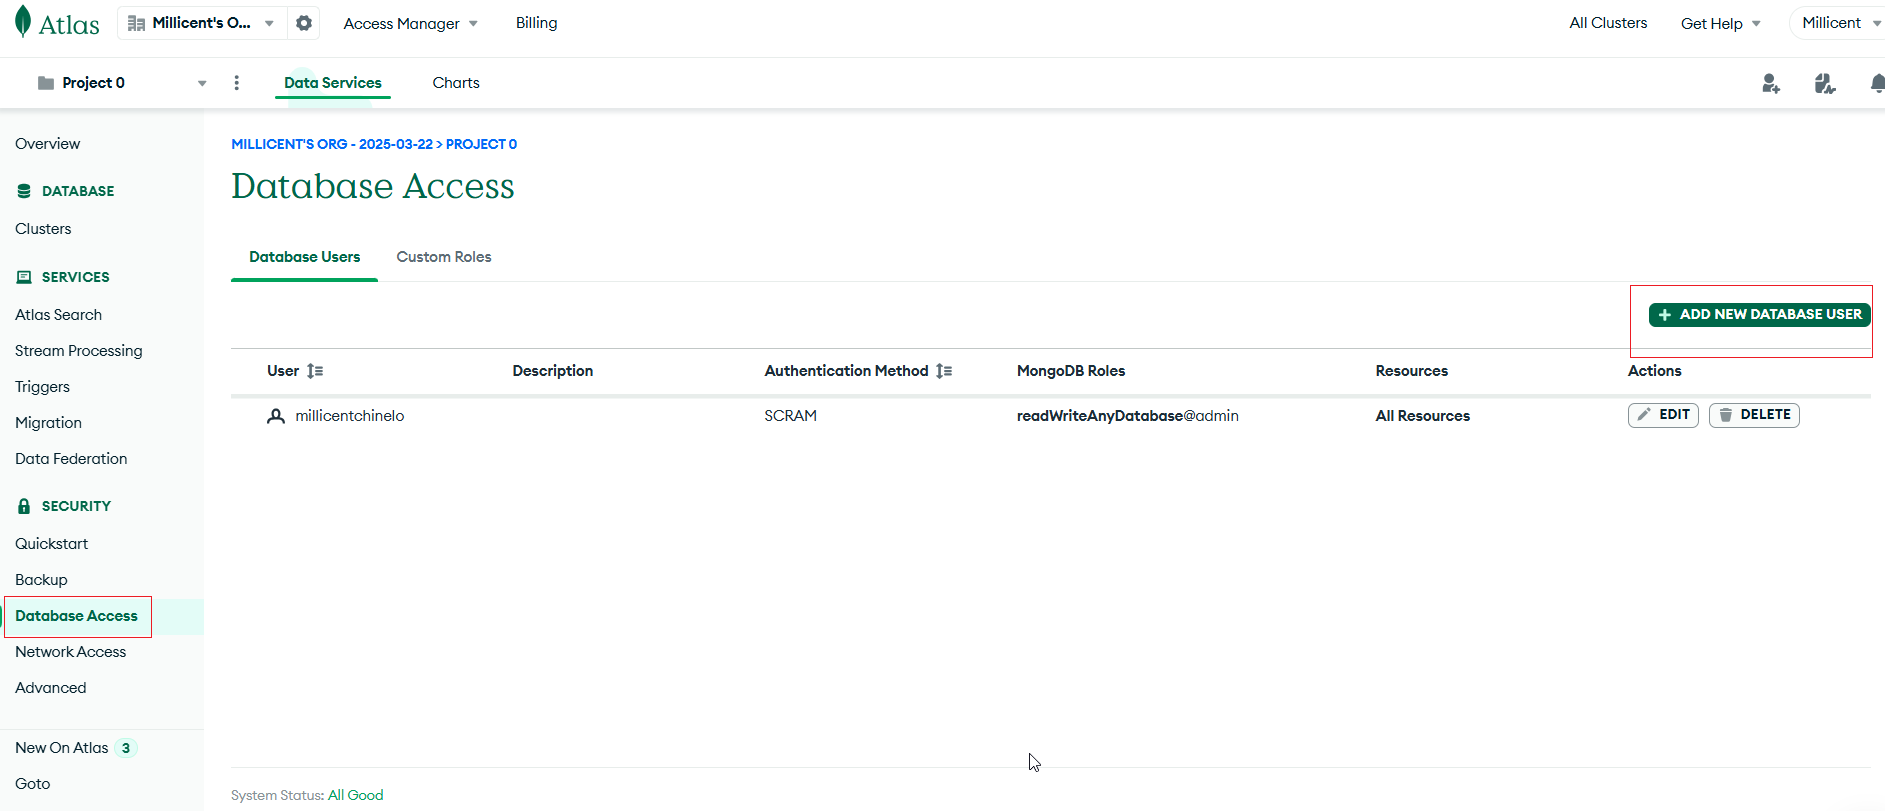 Atlas Millicent's O... Access Manager Billing All Clusters Get Help Millicent
Project 0 Data Services Charts
Overview
DATABASE
Clusters
SERVICES
Atlas Search
Stream Processing
Triggers
Migration
Data Federation
SECURITY
Quickstart
Backup
Database Access
Network Access
Advanced
New On Atlas 3
Goto
MILLICENT'S ORG - 2025-03-22 > PROJECT 0
Database Access
Database Users Custom Roles
+ ADD NEW DATABASE USER
User Description Authentication Method MongoDB Roles Resources Actions
millicentchinelo SCRAM readWriteAnyDatabase@admin All Resources EDIT DELETE
System Status: All Good